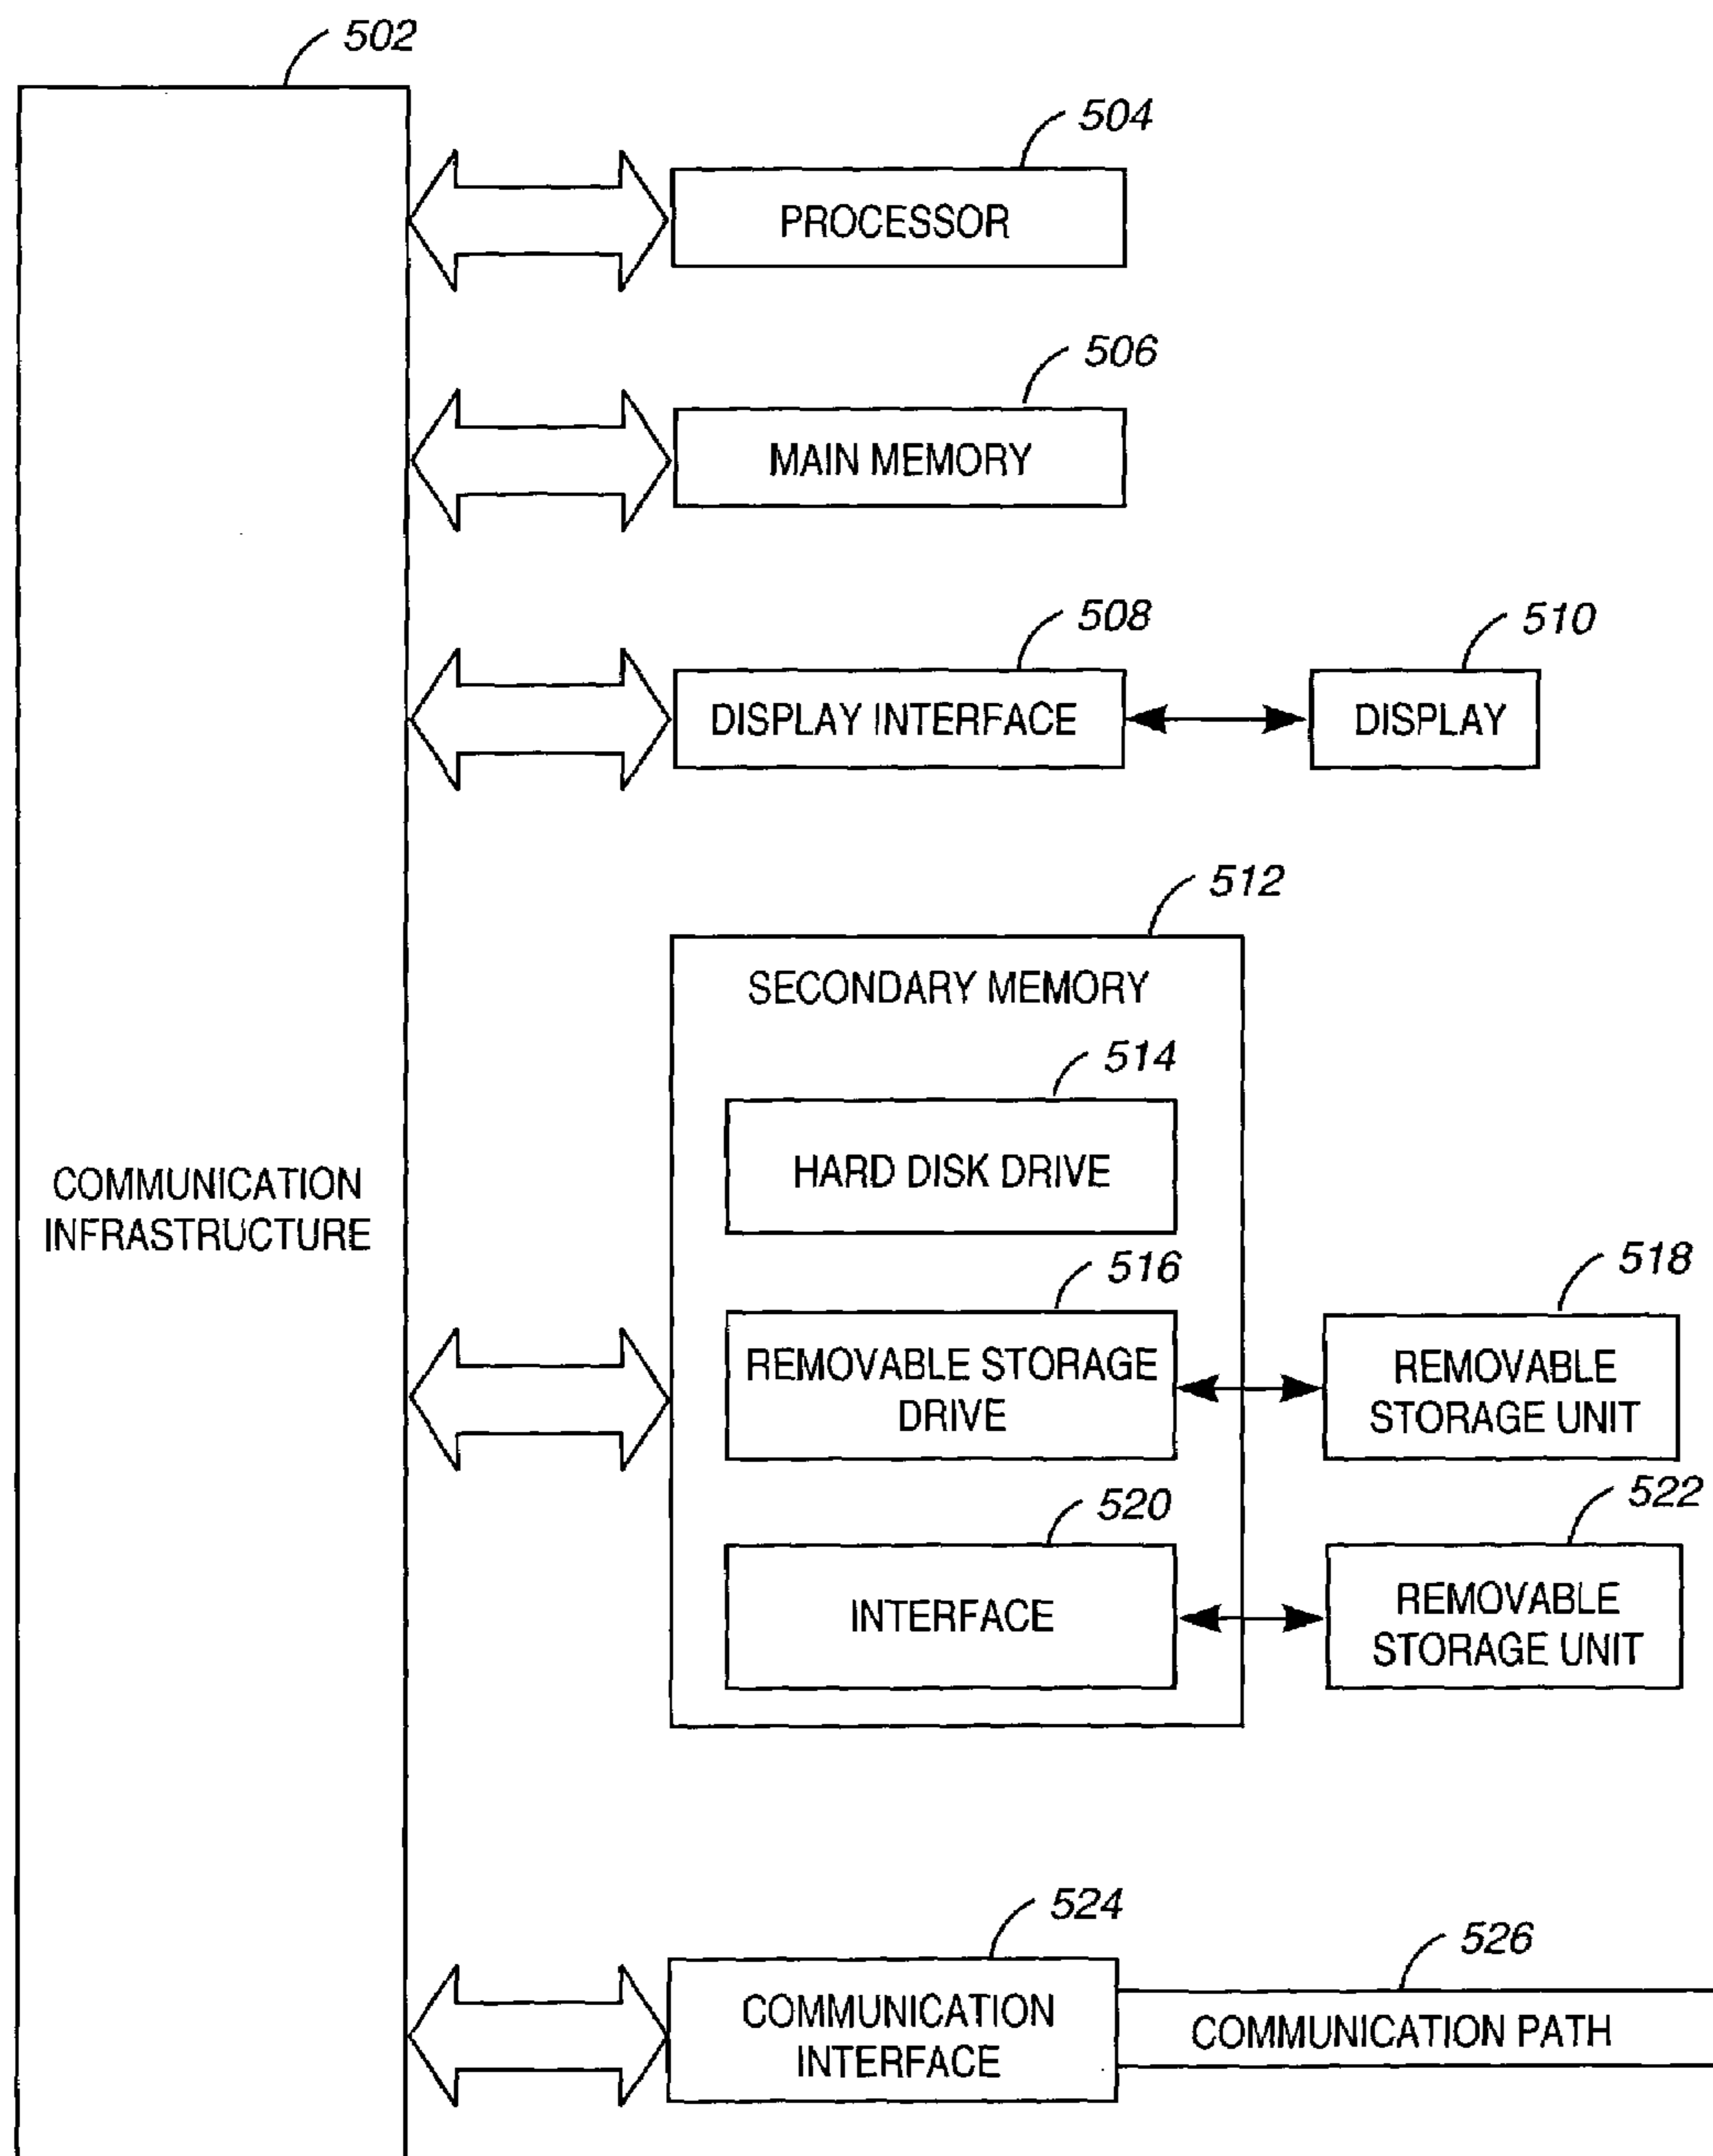 502
504
PROCESSOR
506
MAIN MEMORY
508
510
DISPLAY INTERFACE
DISPLAY
512
SECONDARY MEMORY
514
HARD DISK DRIVE
COMMUNICATION
INFRASTRUCTURE
516
518
REMOVABLE STORAGE
DRIVE
REMOVABLE
STORAGE UNIT
520
522
INTERFACE
REMOVABLE
STORAGE UNIT
524
526
COMMUNICATION
INTERFACE
COMMUNICATION PATH